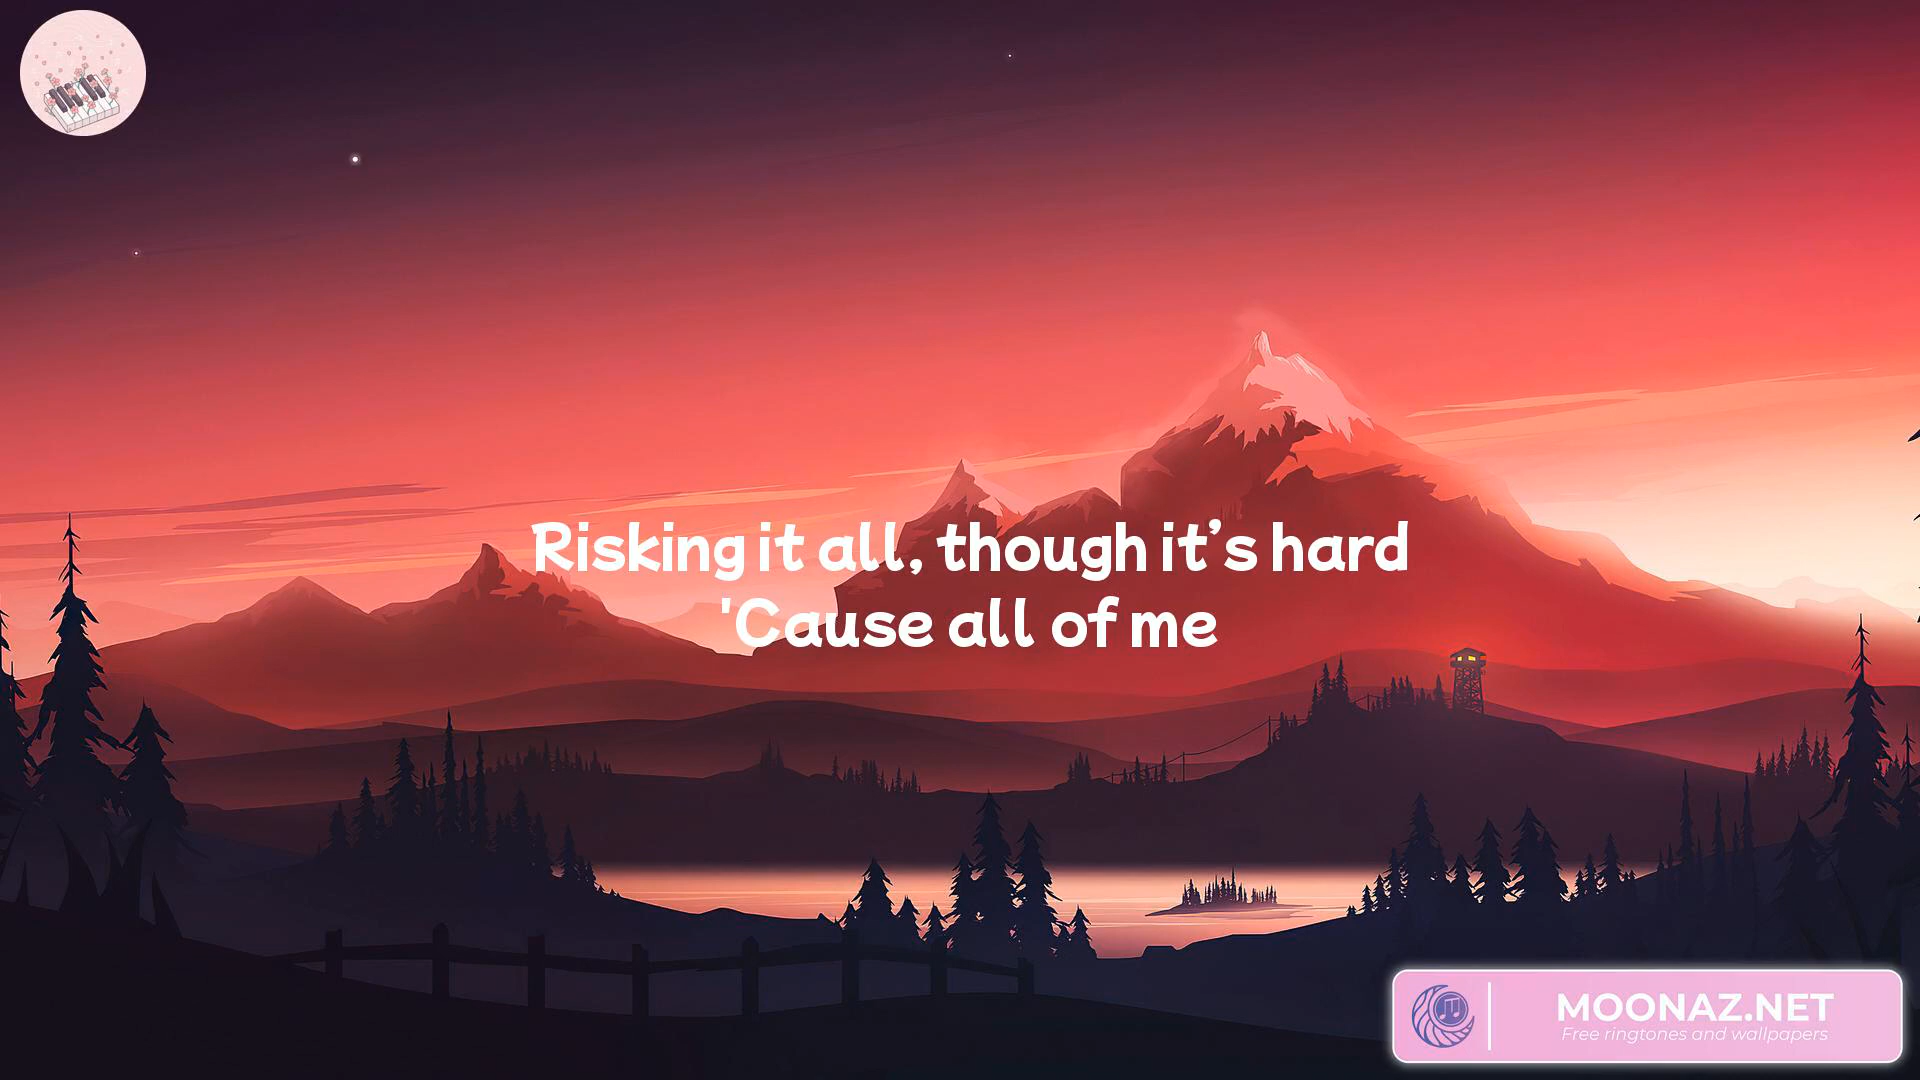 Risking it all, though it’s hard
'Cause all of me
MOONAZ.NET
Free ringtones and wallpapers